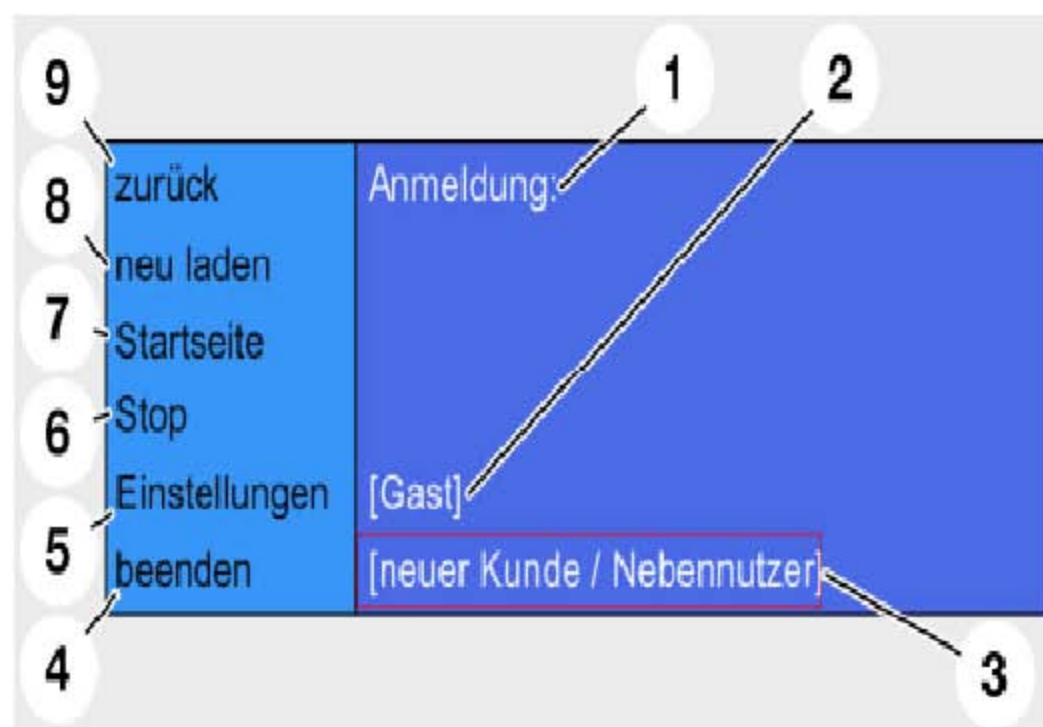 9
1
2
zurück
Anmeldung:
8
neu laden
7
Startseite
6
Stop
Einstellungen
[Gast]
5
beenden
[neuer Kunde / Nebennutzer]
4
3